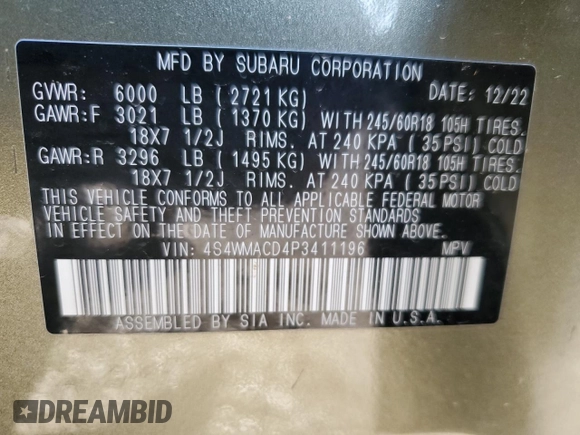 MFD BY SUBARU CORPORATION
GVWR: 6000 LB (2721 KG) DATE: 12/22
GAWR:F 3021 LB (1370 KG) WITH 245/60R18 105H TIRES.
18X7 1/2J RIMS. AT 240 KPA (35 PSI) COLD
GAWR:R 3296 LB (1495 KG) WITH 245/60R18 105H TIRES.
18X7 1/2J RIMS. AT 240 KPA (35 PSI) COLD
THIS VEHICLE CONFORMS TO ALL APPLICABLE FEDERAL MOTOR
VEHICLE SAFETY AND THEFT PREVENTION STANDARDS
IN EFFECT ON THE DATE OF MANUFACTURE SHOWN ABOVE.
VIN: 4S4WMACD4P3411196 MPV
ASSEMBLED BY SIA INC. MADE IN U.S.A.
DREAMBID